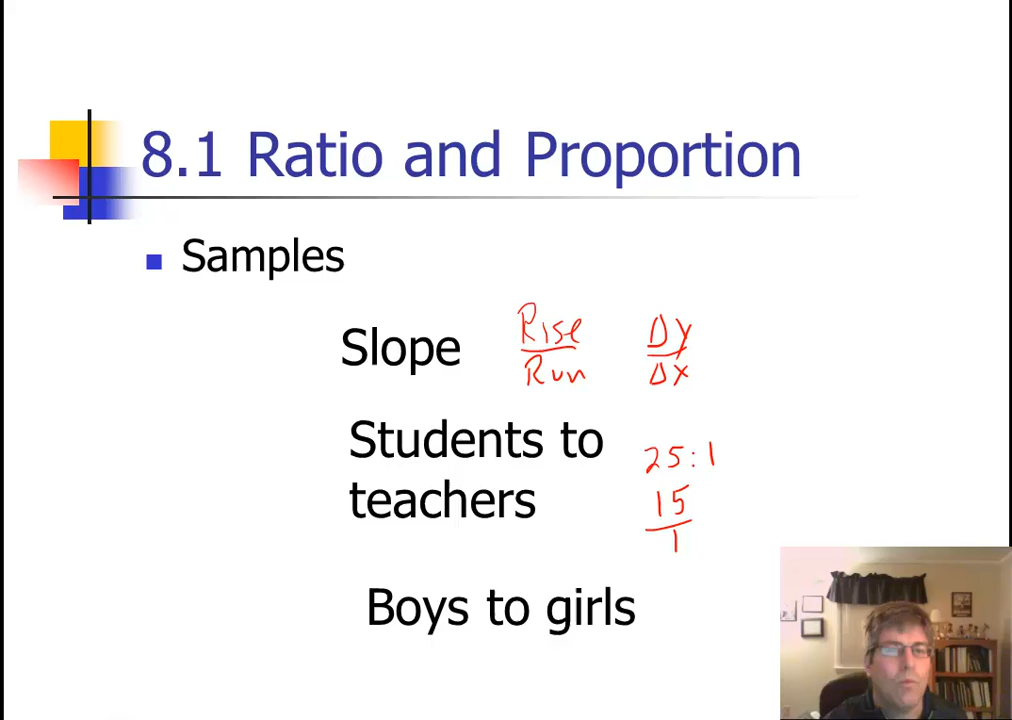 8.1 Ratio and Proportion
Samples
Slope Rise/Run Δy/Δx
Students to 25:1
teachers 15/1
Boys to girls